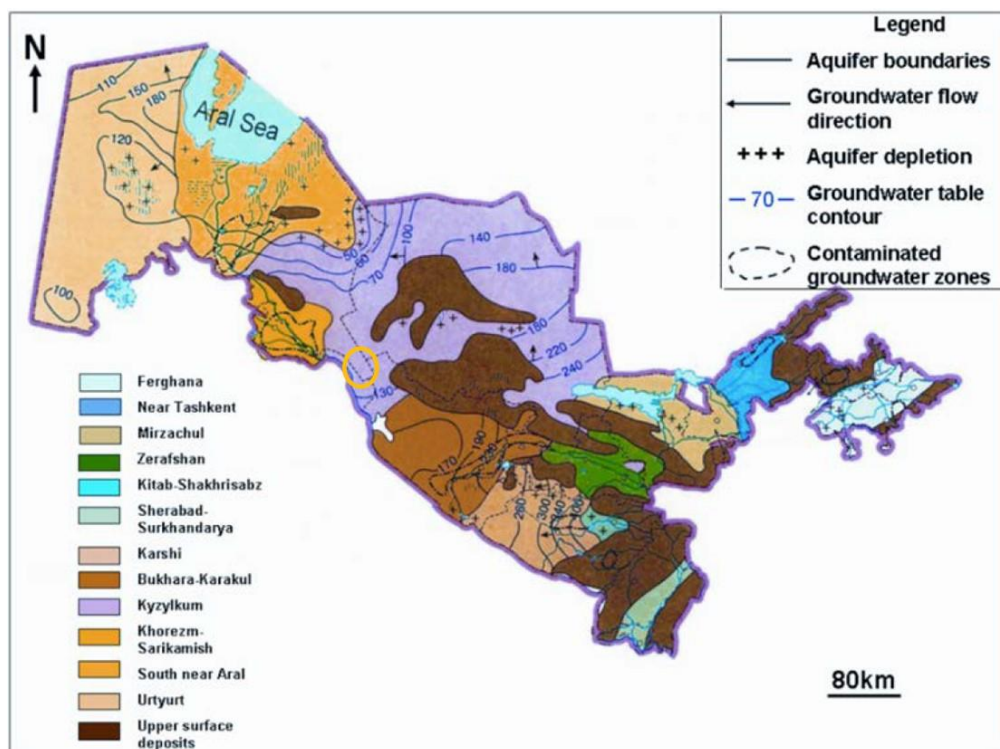 N
Aral Sea
110
150
180
120
100
50
60
70
100
140
180
180
220
240
130
190
170
260
300
Legend
Aquifer boundaries
Groundwater flow
direction
+++ Aquifer depletion
70 Groundwater table
contour
Contaminated
groundwater zones
Ferghana
Near Tashkent
Mirzachul
Zerafshan
Kitab-Shakhrisabz
Sherabad-
Surkhandarya
Karshi
Bukhara-Karakul
Kyzylkum
Khorezm-
Sarikamish
South near Aral
Urtyurt
Upper surface
deposits
80km